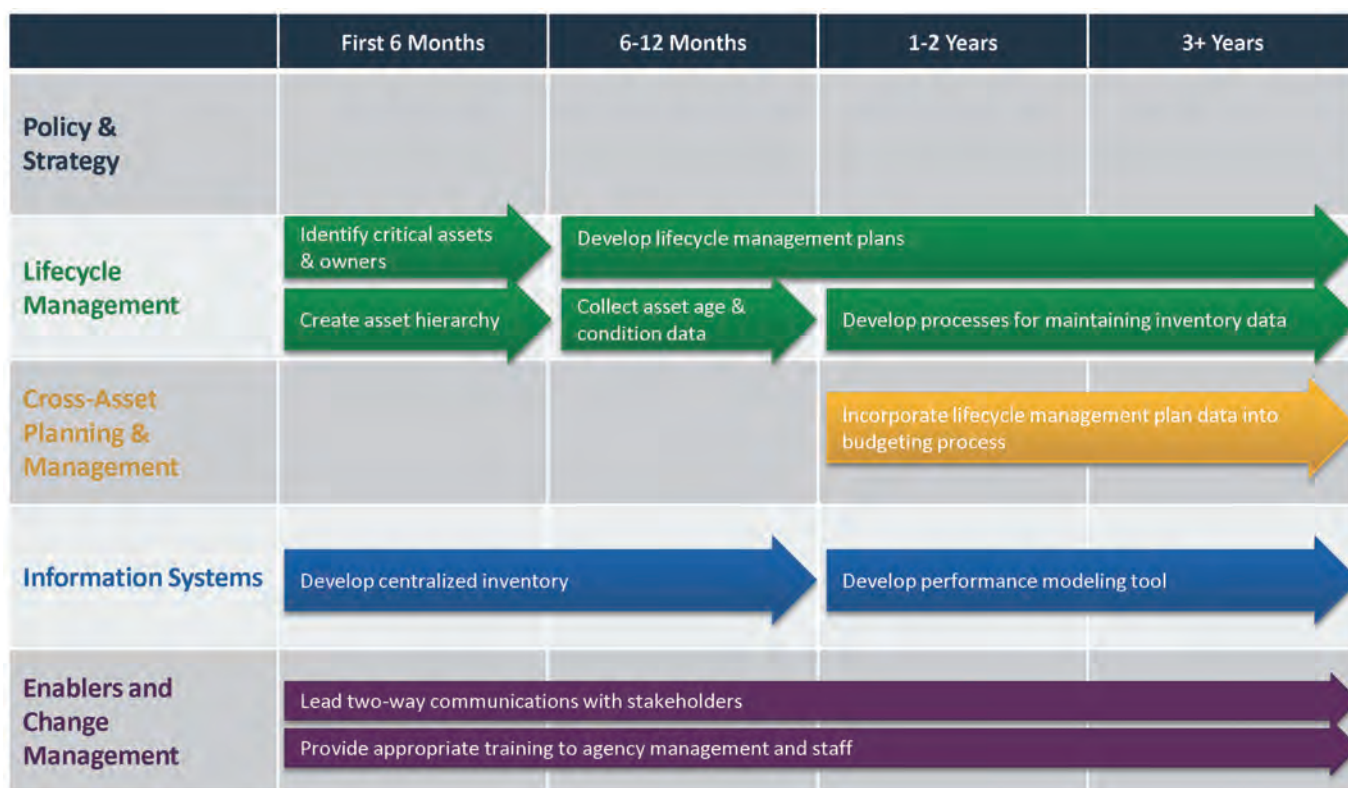 First 6 Months
6-12 Months
1-2 Years
3+ Years
Policy &
Strategy
Lifecycle
Management
Identify critical assets
& owners
Develop lifecycle management plans
Create asset hierarchy
Collect asset age &
condition data
Develop processes for maintaining inventory data
Cross-Asset
Planning &
Management
Incorporate lifecycle management plan data into
budgeting process
Information Systems
Develop centralized inventory
Develop performance modeling tool
Enablers and
Change
Management
Lead two-way communications with stakeholders
Provide appropriate training to agency management and staff